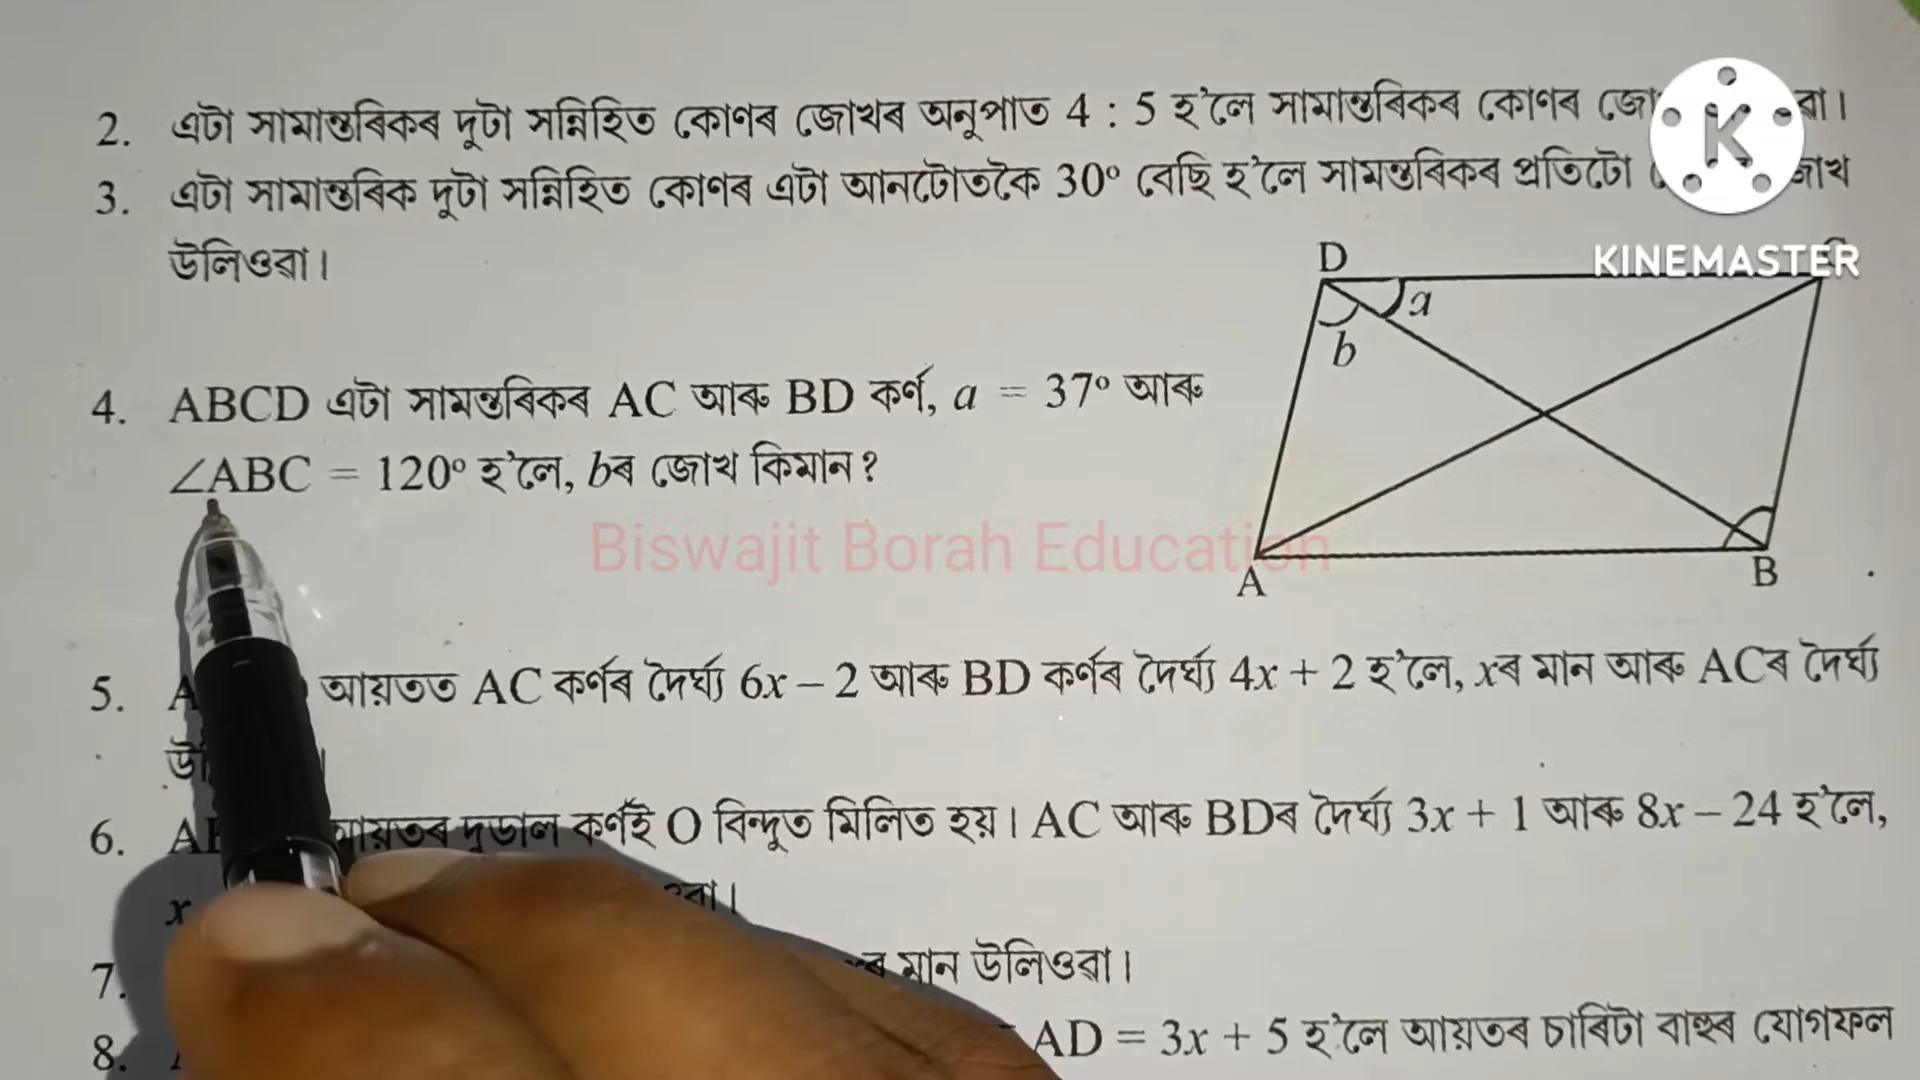 2. এটা সামান্তৰিকৰ দুটা সন্নিহিত কোণৰ জোখৰ অনুপাত 4 : 5 হ'লে সামান্তৰিকৰ কোণৰ
3. এটা সামান্তৰিক দুটা সন্নিহিত কোণৰ এটা আনটোতকৈ 30° বেছি হ'লে সামন্তৰিকৰ প্ৰতিটো
উলিওৱা।
KINEMASTER
D
a
b
4. ABCD এটা সামন্তৰিকৰ AC আৰু BD কৰ্ণ, a = 37° আৰু
∠ABC = 120° হ'লে, bৰ জোখ কিমান?
Biswajit Borah Education
A B
5. আয়তত AC কৰ্ণৰ দৈৰ্ঘ্য 6x – 2 আৰু BD কৰ্ণৰ দৈৰ্ঘ্য 4x + 2 হ'লে, xৰ মান আৰু ACৰ দৈৰ্ঘ্য
6. আয়তৰ দুডাল কৰ্ণই O বিন্দুত মিলিত হয়। AC আৰু BDৰ দৈৰ্ঘ্য 3x + 1 আৰু 8x – 24 হ'লে,
x
7. মান উলিওৱা।
8. AD = 3x + 5 হ'লে আয়তৰ চাৰিটা বাহুৰ যোগফল